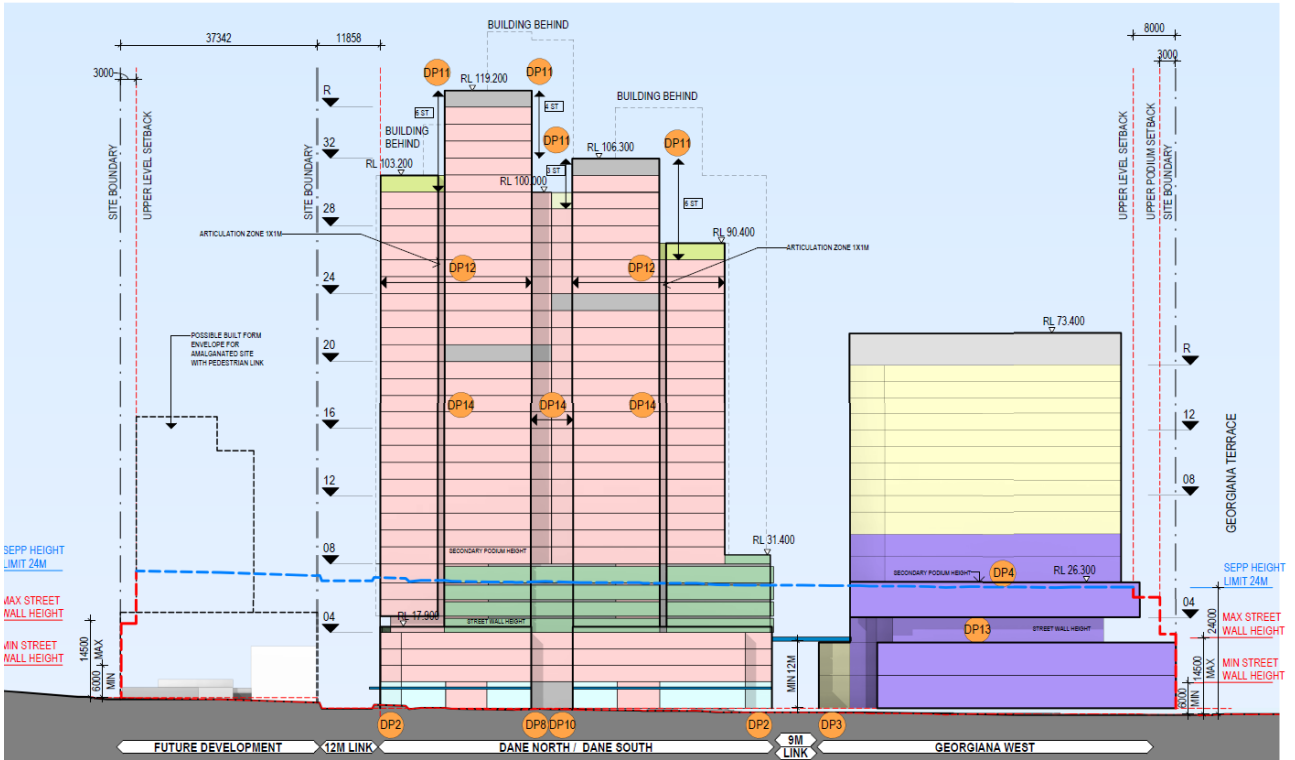 BUILDING BEHIND
37342
11858
8000
3000
3000
DP11
RL 119.200
DP11
R
BUILDING BEHIND
6 ST
4 ST
BUILDING
BEHIND
DP11
DP11
32
RL 106.300
RL 103.200
3 ST
RL 100.000
SITE BOUNDARY
UPPER LEVEL SETBACK
SITE BOUNDARY
UPPER LEVEL SETBACK
UPPER PODIUM SETBACK
SITE BOUNDARY
28
6 ST
ARTICULATION ZONE 1X1M
RL 90.400
ARTICULATION ZONE 1X1M
DP12
DP12
24
RL 73.400
POSSIBLE BUILT FORM
ENVELOPE FOR
AMALGANATED SITE
WITH PEDESTRIAN LINK
20
R
DP14
DP14
DP14
16
12
12
08
GEORGIANA TERRACE
RL 31.400
SEPP HEIGHT
LIMIT 24M
08
SECONDARY PODIUM HEIGHT
SECONDARY PODIUM HEIGHT
DP4
RL 26.300
SEPP HEIGHT
LIMIT 24M
MAX STREET
WALL HEIGHT
04
RL 17.900
STREET WALL HEIGHT
DP13
STREET WALL HEIGHT
04
24000
MAX STREET
WALL HEIGHT
MIN STREET
WALL HEIGHT
14500
MAX
6000
MIN
MIN 12M
14500
MAX
6000
MIN
MIN STREET
WALL HEIGHT
DP2
DP8
DP10
DP2
DP3
FUTURE DEVELOPMENT
12M LINK
DANE NORTH / DANE SOUTH
9M
LINK
GEORGIANA WEST